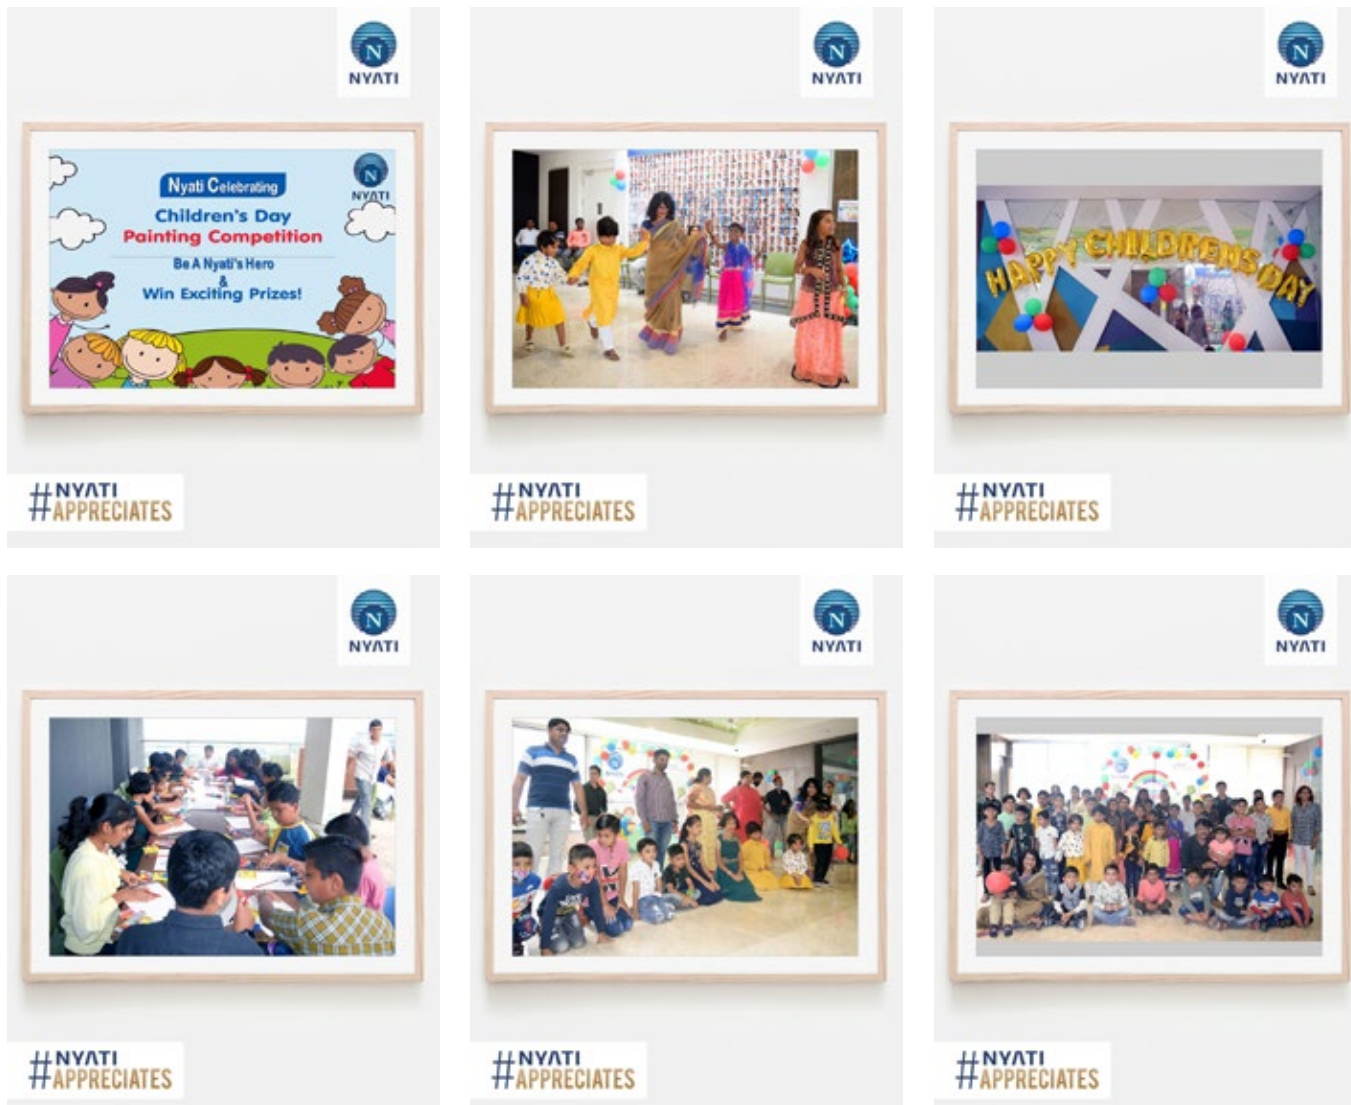 N
NYATI
Nyati Celebrating
N
NYATI
Children's Day
Painting Competition
Be A Nyati's Hero
&
Win Exciting Prizes!
#NYATI
APPRECIATES
N
NYATI
#NYATI
APPRECIATES
N
NYATI
HAPPY CHILDRENS DAY
#NYATI
APPRECIATES
N
NYATI
#NYATI
APPRECIATES
N
NYATI
#NYATI
APPRECIATES
N
NYATI
#NYATI
APPRECIATES